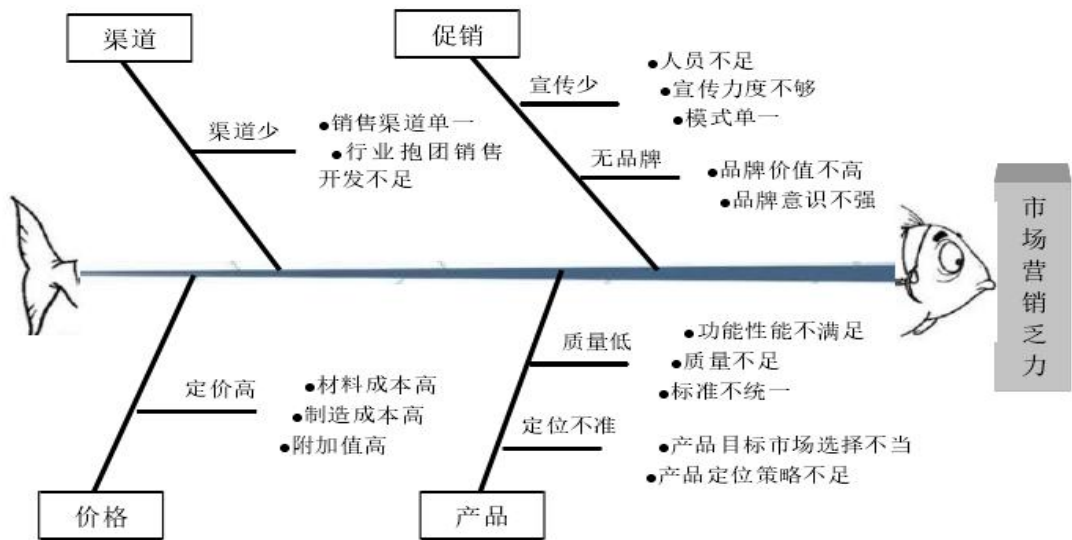 渠道
渠道少
●销售渠道单一
●行业抱团销售
开发不足
促销
宣传少
●人员不足
●宣传力度不够
●模式单一
无品牌
●品牌价值不高
●品牌意识不强
市场营销乏力
价格
定价高
●材料成本高
●制造成本高
●附加值高
产品
质量低
●功能性能不满足
●质量不足
●标准不统一
定位不准
●产品目标市场选择不当
●产品定位策略不足